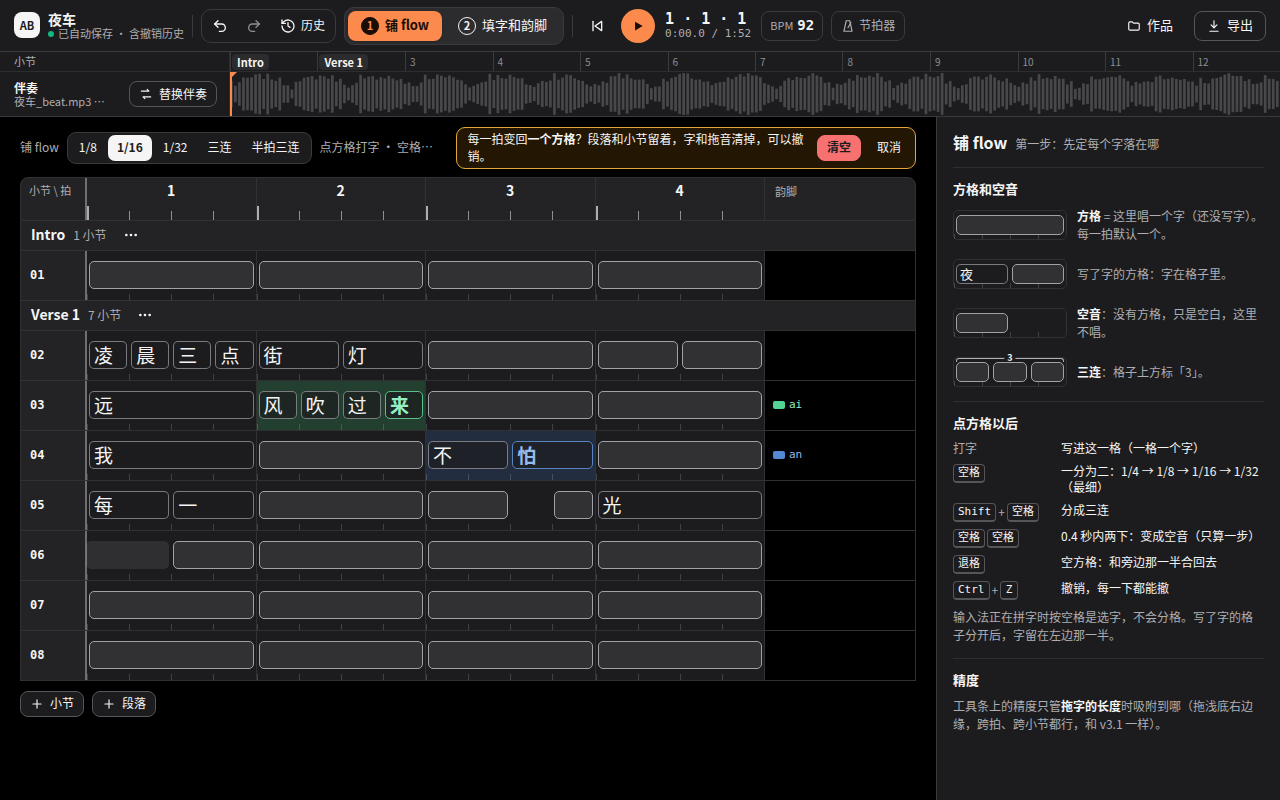 AB
夜车
已自动保存 · 含撤销历史
历史
1 铺 flow
2 填字和韵脚
1 · 1 · 1
0:00.0 / 1:52
BPM 92
节拍器
作品
导出
小节
Intro
Verse 1
3
4
5
6
7
8
9
10
11
12
伴奏
夜车_beat.mp3 ⋯
替换伴奏
铺 flow
1/8
1/16
1/32
三连
半拍三连
点方格打字 · 空格⋯
每一拍变回一个方格？段落和小节留着，字和拖音清掉，可以撤
销。
清空
取消
小节 \ 拍
1
2
3
4
韵脚
Intro 1 小节 ⋯
01
Verse 1 7 小节 ⋯
02 凌 晨 三 点 街 灯
03 远 风 吹 过 来 ai
04 我 不 怕 an
05 每 一 光
06
07
08
+ 小节
+ 段落
铺 flow 第一步：先定每个字落在哪
方格和空音
方格 = 这里唱一个字（还没写字）。
每一拍默认一个。
夜
写了字的方格：字在格子里。
空音：没有方格，只是空白，这里
不唱。
3
三连：格子上方标「3」。
点方格以后
打字 写进这一格（一格一个字）
空格 一分为二：1/4 → 1/8 → 1/16 → 1/32
（最细）
Shift + 空格 分成三连
空格 空格 0.4 秒内两下：变成空音（只算一步）
退格 空方格：和旁边那一半合回去
Ctrl + Z 撤销，每一下都能撤
输入法正在拼字时按空格是选字，不会分格。写了字的格
子分开后，字留在左边那一半。
精度
工具条上的精度只管拖字的长度时吸附到哪（拖浅底右边
缘，跨拍、跨小节都行，和 v3.1 一样）。